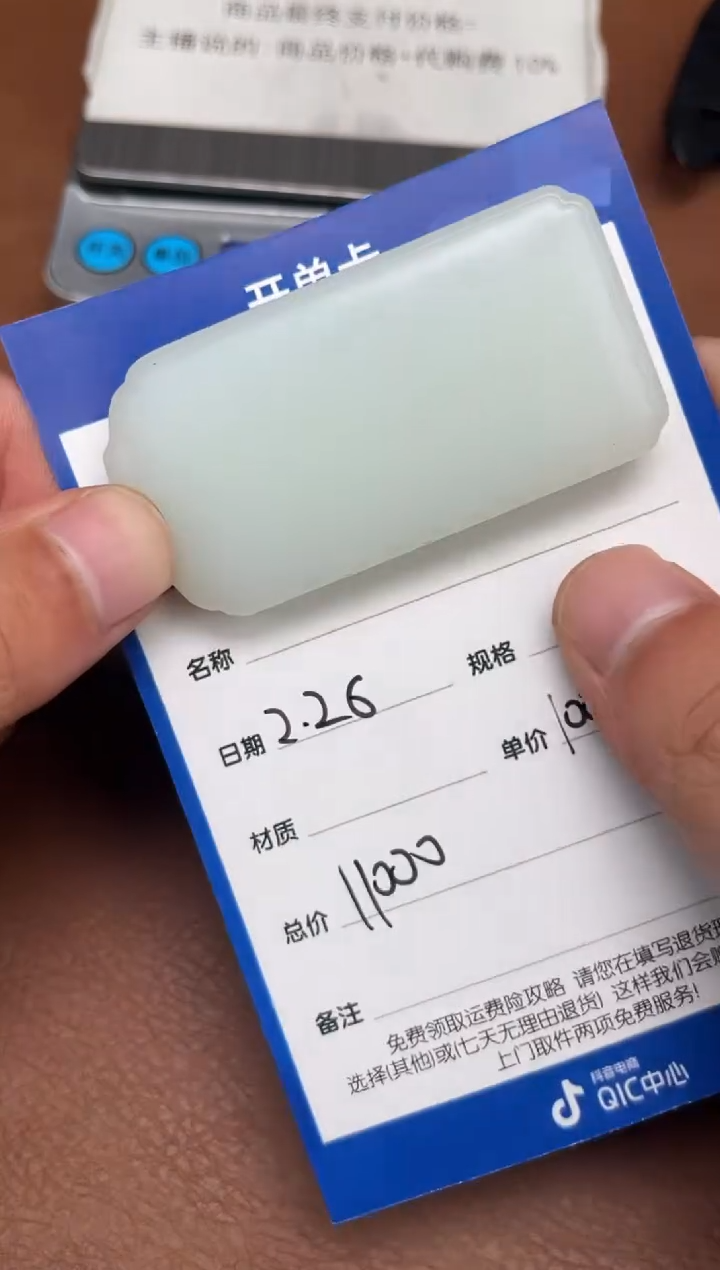 商品最终支付价格=
主播说的 商品价格+代购费10%
开单卡
名称
规格
日期 2.26
单价
材质
总价 11000
备注
免费领取运费险攻略 请您在填写退货
选择(其他)或(七天无理由退货) 这样我们会
上门取件两项免费服务!
抖音电商
QIC中心